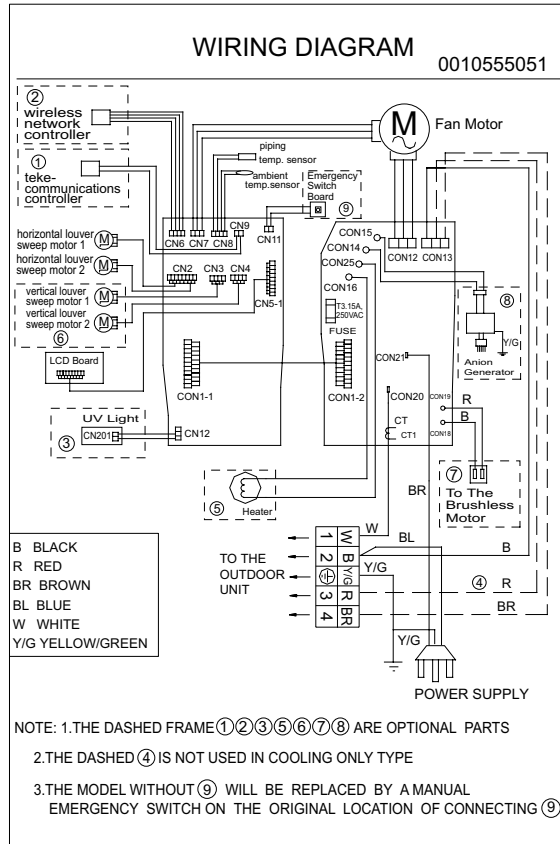 WIRING DIAGRAM
0010555051
②
wireless
network
controller
①
teke-
communications
controller
M
Fan Motor
piping
temp. sensor
ambient
temp.sensor
Emergency
Switch
Board
⑨
CN6
CN7
CN8
CN9
CN11
horizontal louver
sweep motor 1
M
horizontal louver
sweep motor 2
M
vertical louver
sweep motor 1
M
vertical louver
sweep motor 2
M
⑥
CN2
CN3
CN4
CN5-1
CON15
CON14
CON25
CON16
CON12
CON13
T3.15A,
250VAC
FUSE
⑧
Y/G
Anion
Generator
LCD Board
CON1-1
CON1-2
CON21
CON20
CON19
CT
CT1
CON18
R
B
UV Light
③
CN201
CN12
⑤
Heater
⑦
To The
Brushless
Motor
BR
B BLACK
R RED
BR BROWN
BL BLUE
W WHITE
Y/G YELLOW/GREEN
TO THE
OUTDOOR
UNIT
1 W
2 B
Y/G
3 R
4 BR
W
BL
B
Y/G
④ R
BR
Y/G
POWER SUPPLY
NOTE: 1.THE DASHED FRAME①②③⑤⑥⑦⑧ ARE OPTIONAL PARTS
2.THE DASHED ④ IS NOT USED IN COOLING ONLY TYPE
3.THE MODEL WITHOUT ⑨ WILL BE REPLACED BY A MANUAL
EMERGENCY SWITCH ON THE ORIGINAL LOCATION OF CONNECTING ⑨